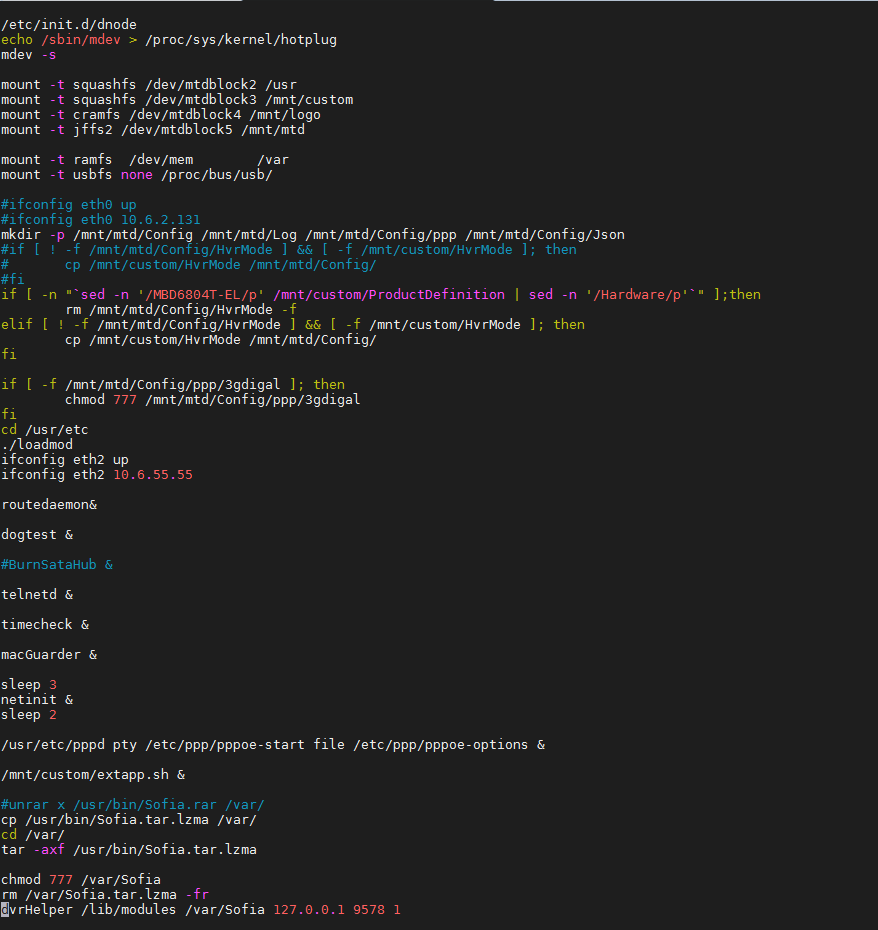 /etc/init.d/dnode
echo /sbin/mdev > /proc/sys/kernel/hotplug
mdev -s
mount -t squashfs /dev/mtdblock2 /usr
mount -t squashfs /dev/mtdblock3 /mnt/custom
mount -t cramfs /dev/mtdblock4 /mnt/logo
mount -t jffs2 /dev/mtdblock5 /mnt/mtd
mount -t ramfs  /dev/mem        /var
mount -t usbfs none /proc/bus/usb/
#ifconfig eth0 up
#ifconfig eth0 10.6.2.131
mkdir -p /mnt/mtd/Config /mnt/mtd/Log /mnt/mtd/Config/ppp /mnt/mtd/Config/Json
#if [ ! -f /mnt/mtd/Config/HvrMode ] && [ -f /mnt/custom/HvrMode ]; then
#       cp /mnt/custom/HvrMode /mnt/mtd/Config/
#fi
if [ -n "`sed -n '/MBD6804T-EL/p' /mnt/custom/ProductDefinition | sed -n '/Hardware/p'`" ];then
        rm /mnt/mtd/Config/HvrMode -f
elif [ ! -f /mnt/mtd/Config/HvrMode ] && [ -f /mnt/custom/HvrMode ]; then
        cp /mnt/custom/HvrMode /mnt/mtd/Config/
fi
if [ -f /mnt/mtd/Config/ppp/3gdigal ]; then
        chmod 777 /mnt/mtd/Config/ppp/3gdigal
fi
cd /usr/etc
./loadmod
ifconfig eth2 up
ifconfig eth2 10.6.55.55
routedaemon&
dogtest &
#BurnSataHub &
telnetd &
timecheck &
macGuarder &
sleep 3
netinit &
sleep 2
/usr/etc/pppd pty /etc/ppp/pppoe-start file /etc/ppp/pppoe-options &
/mnt/custom/extapp.sh &
#unrar x /usr/bin/Sofia.rar /var/
cp /usr/bin/Sofia.tar.lzma /var/
cd /var/
tar -axf /usr/bin/Sofia.tar.lzma
chmod 777 /var/Sofia
rm /var/Sofia.tar.lzma -fr
dvrHelper /lib/modules /var/Sofia 127.0.0.1 9578 1